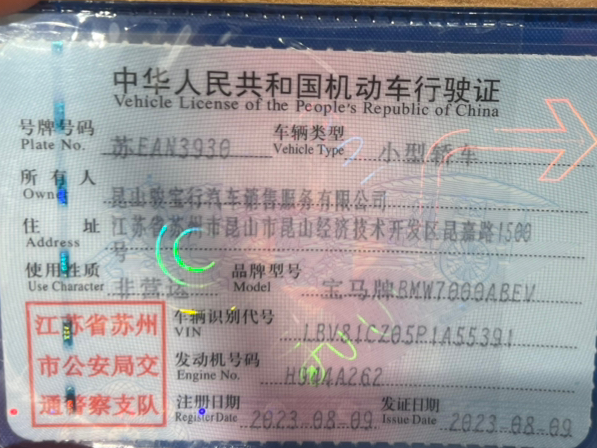 中华人民共和国机动车行驶证
Vehicle License of the People's Republic of China
号牌号码 苏EAN3930 车辆类型 小型轿车
Plate No. Vehicle Type
所有人 昆山骏宝行汽车销售服务有限公司
Owner
住址 江苏省苏州市昆山市昆山经济技术开发区昆嘉路1500
Address 号
使用性质 非营运 品牌型号 宝马牌BMW7000ABEV
Use Character Model
江苏省苏州
市公安局交
通警察支队
车辆识别代号 LBV81CZ05P1A55391
VIN
发动机号码 H904A262
Engine No.
注册日期 2023-08-09 发证日期 2023-08-09
Register Date Issue Date